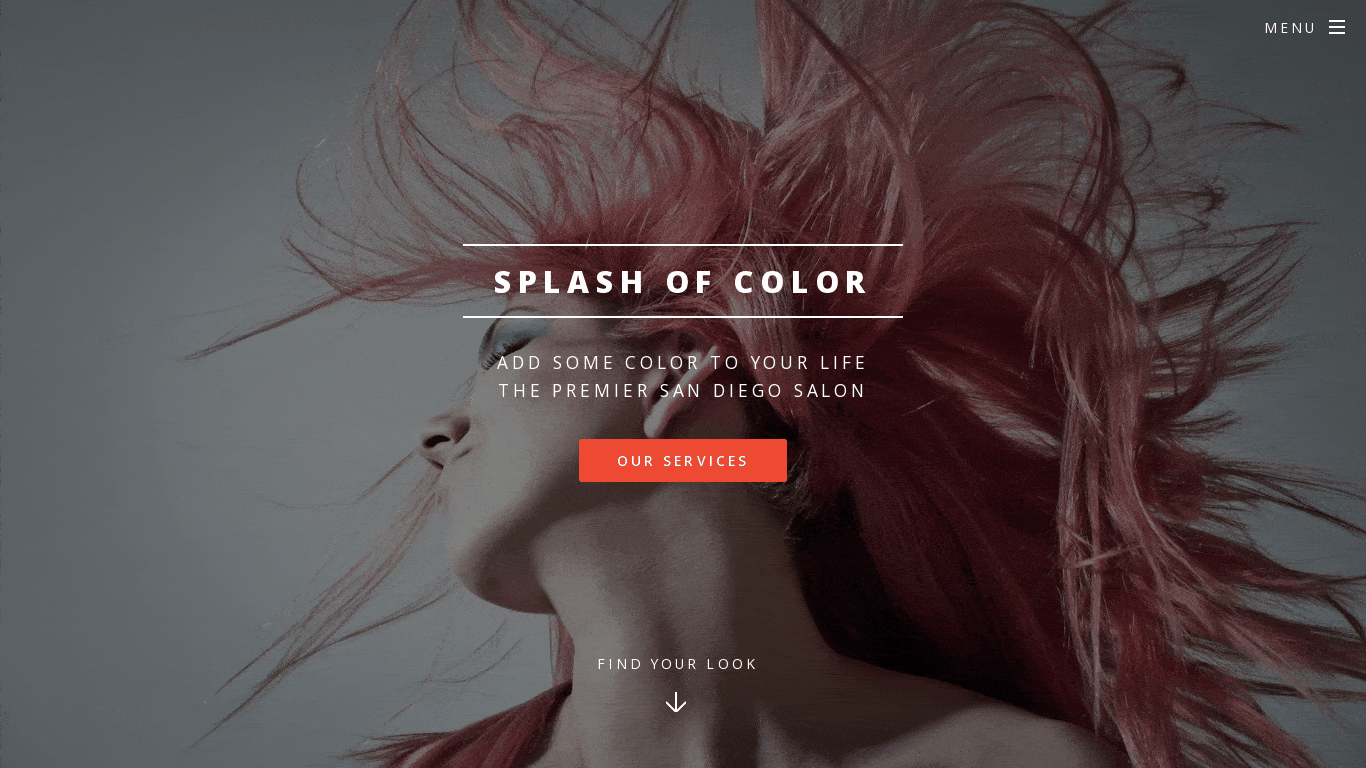 MENU
SPLASH OF COLOR
ADD SOME COLOR TO YOUR LIFE
THE PREMIER SAN DIEGO SALON
OUR SERVICES
FIND YOUR LOOK